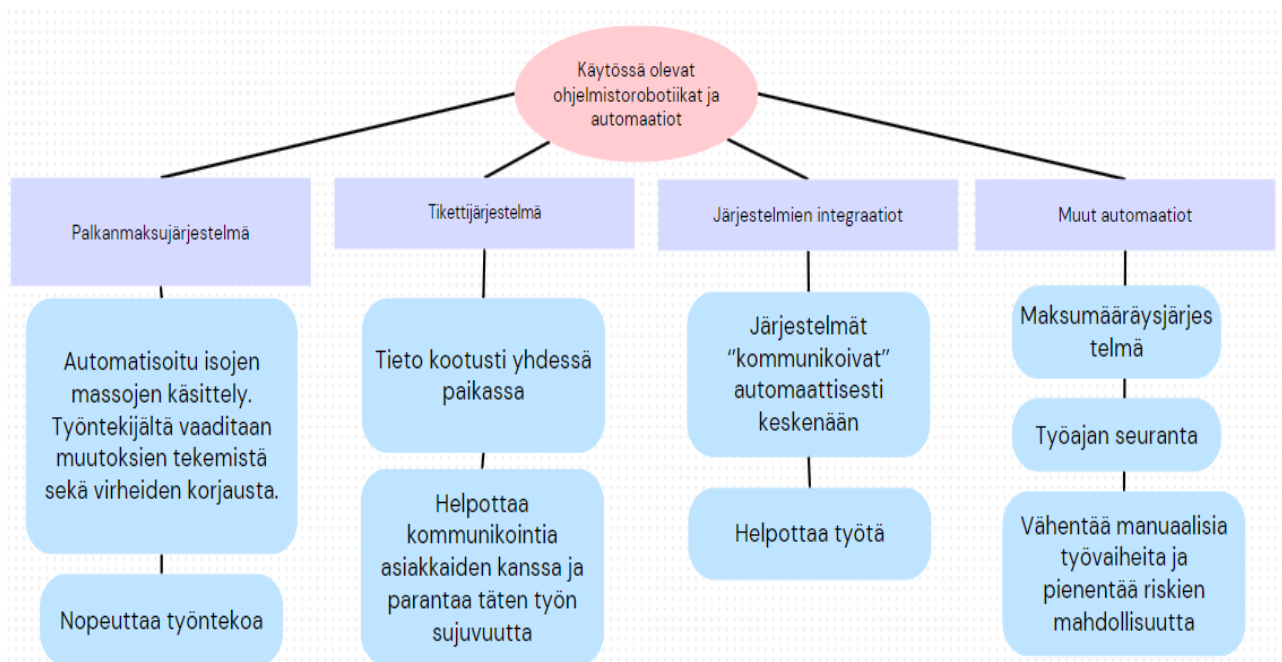 Käytössä olevat
ohjelmistorobotiikat ja
automaatiot
Palkanmaksujärjestelmä
Tikettijärjestelmä
Järjestelmien integraatiot
Muut automaatiot
Automatisoitu isojen
massojen käsittely.
Työntekijältä vaaditaan
muutoksien tekemistä
sekä virheiden korjausta.
Nopeuttaa työntekoa
Tieto kootusti yhdessä
paikassa
Helpottaa
kommunikointia
asiakkaiden kanssa ja
parantaa täten työn
sujuvuutta
Järjestelmät
“kommunikoivat”
automaattisesti
keskenään
Helpottaa työtä
Maksumääräysjärjes
telmä
Työajan seuranta
Vähentää manuaalisia
työvaiheita ja
pienentää riskien
mahdollisuutta